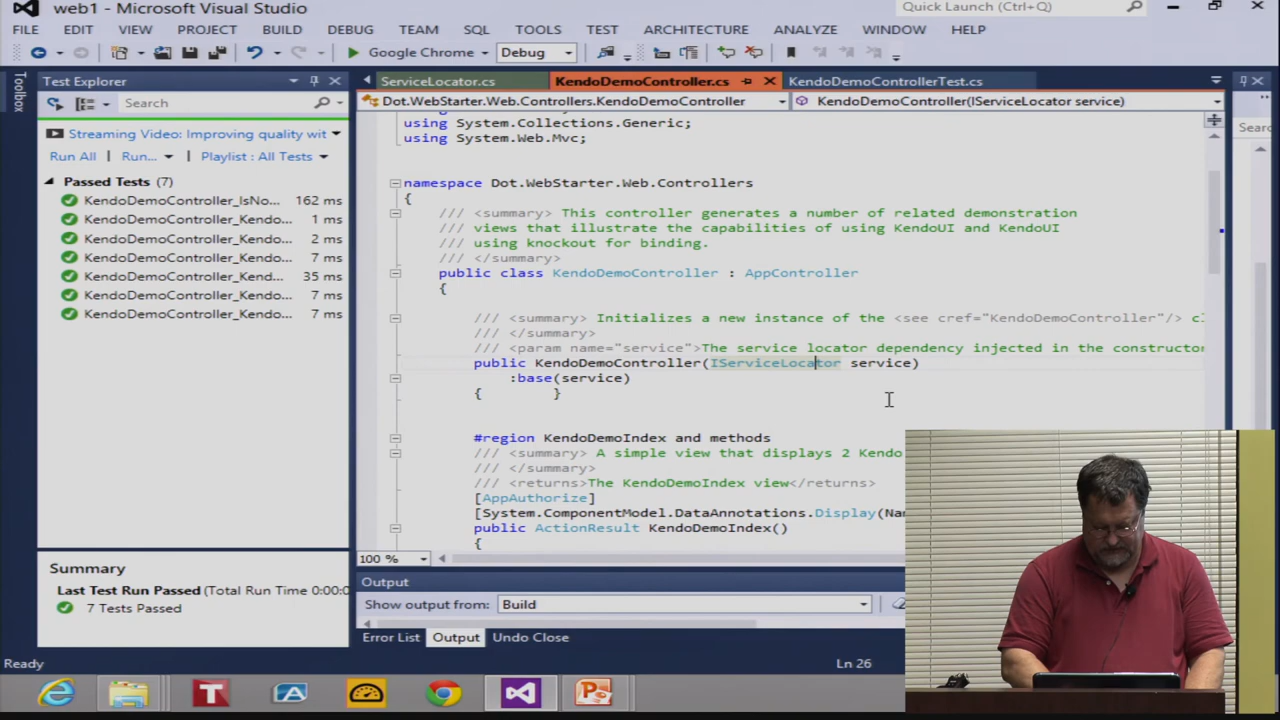 web1 - Microsoft Visual Studio
Quick Launch (Ctrl+Q)
FILE EDIT VIEW PROJECT BUILD DEBUG TEAM SQL TOOLS TEST ARCHITECTURE ANALYZE WINDOW HELP
Google Chrome Debug
Toolbox
Test Explorer
Search
Streaming Video: Improving quality wit
Run All Run... Playlist : All Tests
Passed Tests (7)
KendoDemoController_IsNo... 162 ms
KendoDemoController_Kendo... 1 ms
KendoDemoController_Kendo... 2 ms
KendoDemoController_Kendo... 7 ms
KendoDemoController_Kend... 35 ms
KendoDemoController_Kendo... 7 ms
KendoDemoController_Kendo... 7 ms
Summary
Last Test Run Passed (Total Run Time 0:00:0
7 Tests Passed
ServiceLocator.cs KendoDemoController.cs KendoDemoControllerTest.cs
Dot.WebStarter.Web.Controllers.KendoDemoController KendoDemoController(IServiceLocator service)
Searc
using System.Collections.Generic;
using System.Web.Mvc;
namespace Dot.WebStarter.Web.Controllers
{
/// <summary> This controller generates a number of related demonstration
/// views that illustrate the capabilities of using KendoUI and KendoUI
/// using knockout for binding.
/// </summary>
public class KendoDemoController : AppController
{
/// <summary> Initializes a new instance of the <see cref="KendoDemoController"/> cl
/// </summary>
/// <param name="service">The service locator dependency injected in the constructor
public KendoDemoController(IServiceLocator service)
:base(service)
{ }
#region KendoDemoIndex and methods
/// <summary> A simple view that displays 2 Kendo
/// </summary>
/// <returns>The KendoDemoIndex view</returns>
[AppAuthorize]
[System.ComponentModel.DataAnnotations.Display(Nam
public ActionResult KendoDemoIndex()
{
100 %
Output
Show output from: Build
Error List Output Undo Close
Ready
Ln 26